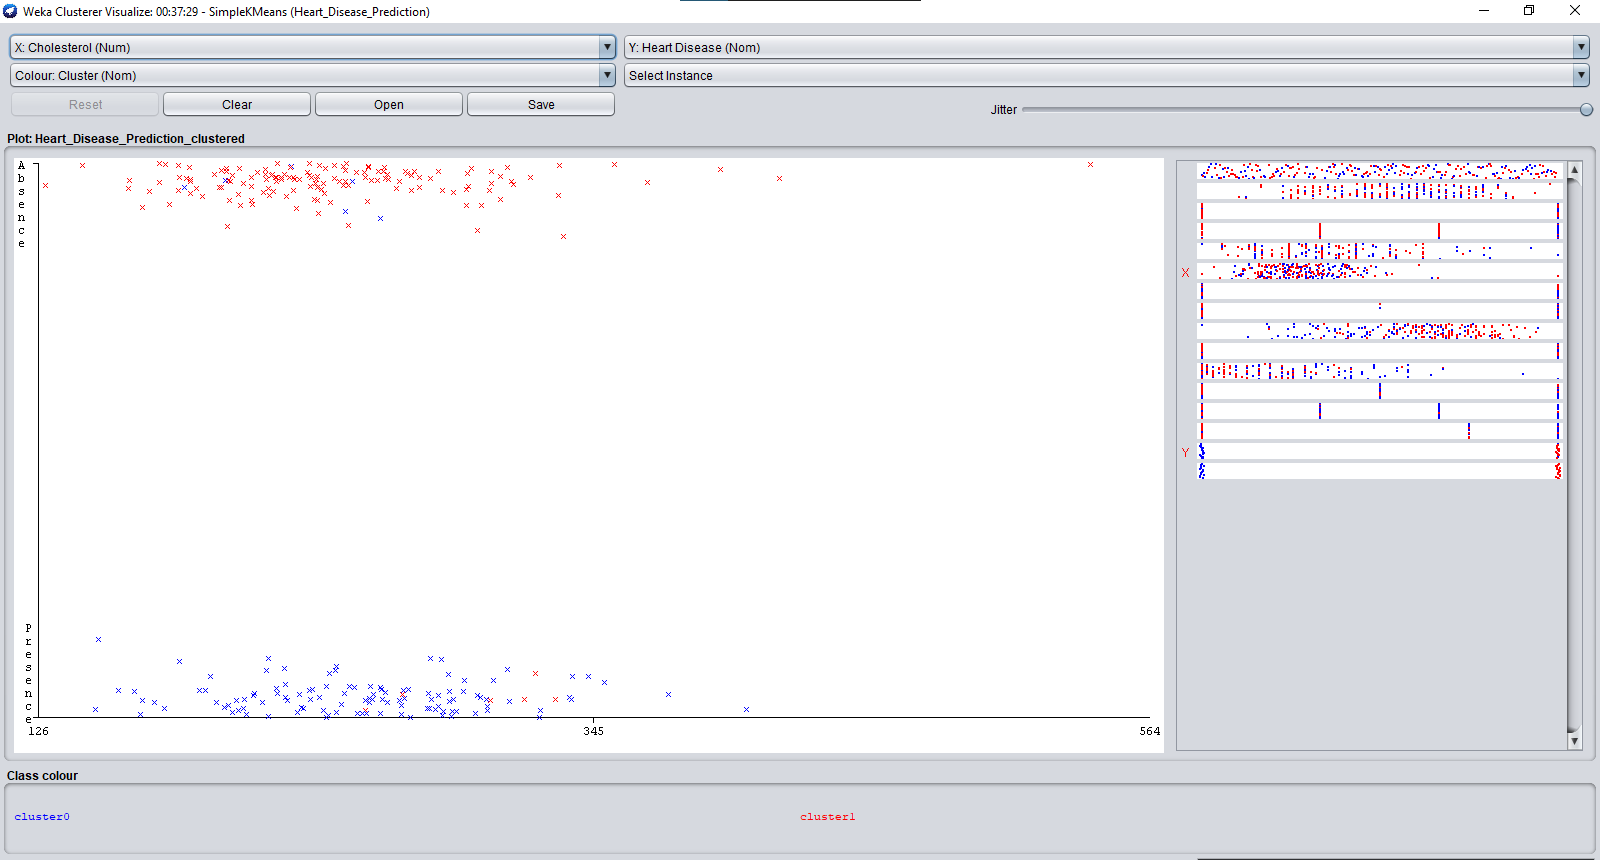 Weka Clusterer Visualize: 00:37:29 - SimpleKMeans (Heart_Disease_Prediction)
X: Cholesterol (Num)
Y: Heart Disease (Nom)
Colour: Cluster (Nom)
Select Instance
Reset
Clear
Open
Save
Jitter
Plot: Heart_Disease_Prediction_clustered
Absence
Presence
126
345
564
X
Y
Class colour
cluster0
cluster1